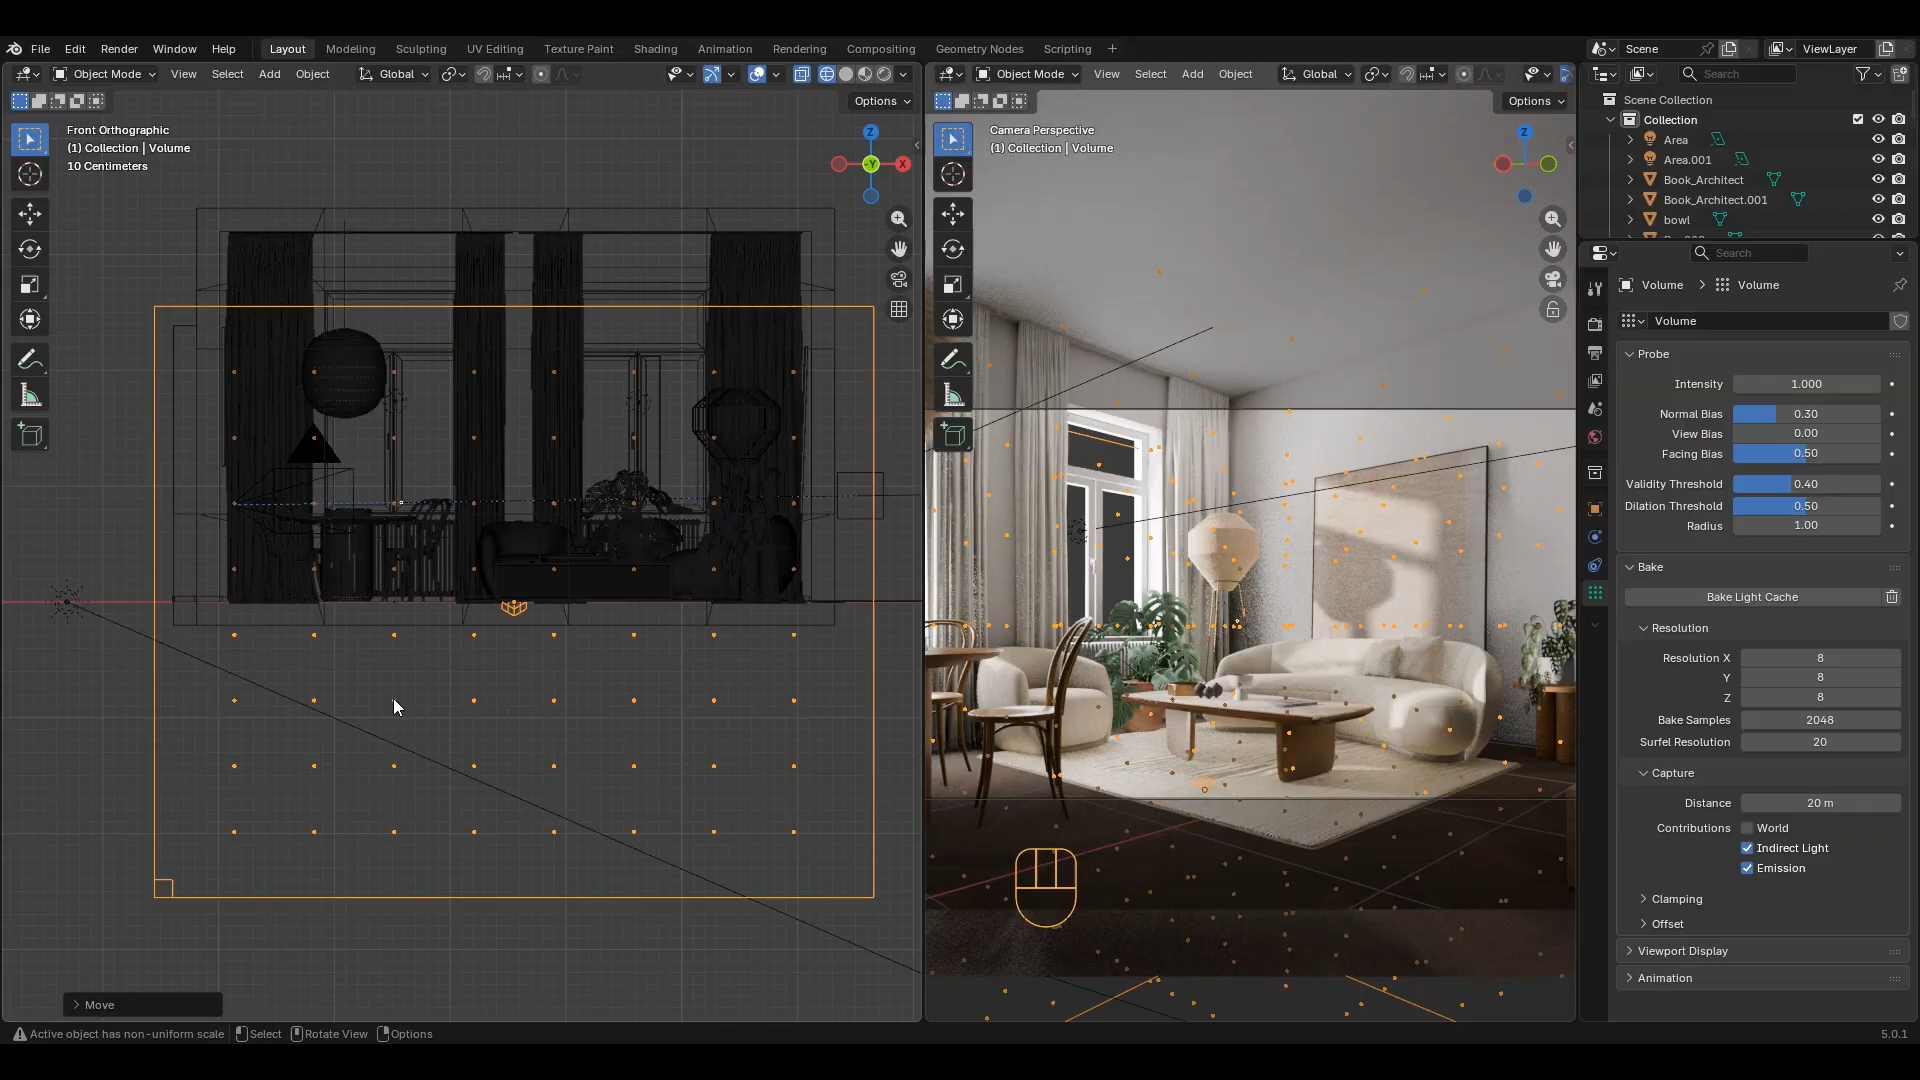 File Edit Render Window Help Layout Modeling Sculpting UV Editing Texture Paint Shading Animation Rendering Compositing Geometry Nodes Scripting + Scene ViewLayer
Object Mode View Select Add Object Global
Object Mode View Select Add Object Global
Search
Options
Options
Scene Collection
Collection
Area
Area.001
Book_Architect
Book_Architect.001
bowl
Front Orthographic
(1) Collection | Volume
10 Centimeters
Z
-Y
X
Camera Perspective
(1) Collection | Volume
Z
Search
Volume > Volume
Volume
Probe
Intensity 1.000
Normal Bias 0.30
View Bias 0.00
Facing Bias 0.50
Validity Threshold 0.40
Dilation Threshold 0.50
Radius 1.00
Bake
Bake Light Cache
Resolution
Resolution X 8
Y 8
Z 8
Bake Samples 2048
Surfel Resolution 20
Capture
Distance 20 m
Contributions World
Indirect Light
Emission
Clamping
Offset
Viewport Display
Animation
Move
Active object has non-uniform scale Select Rotate View Options 5.0.1